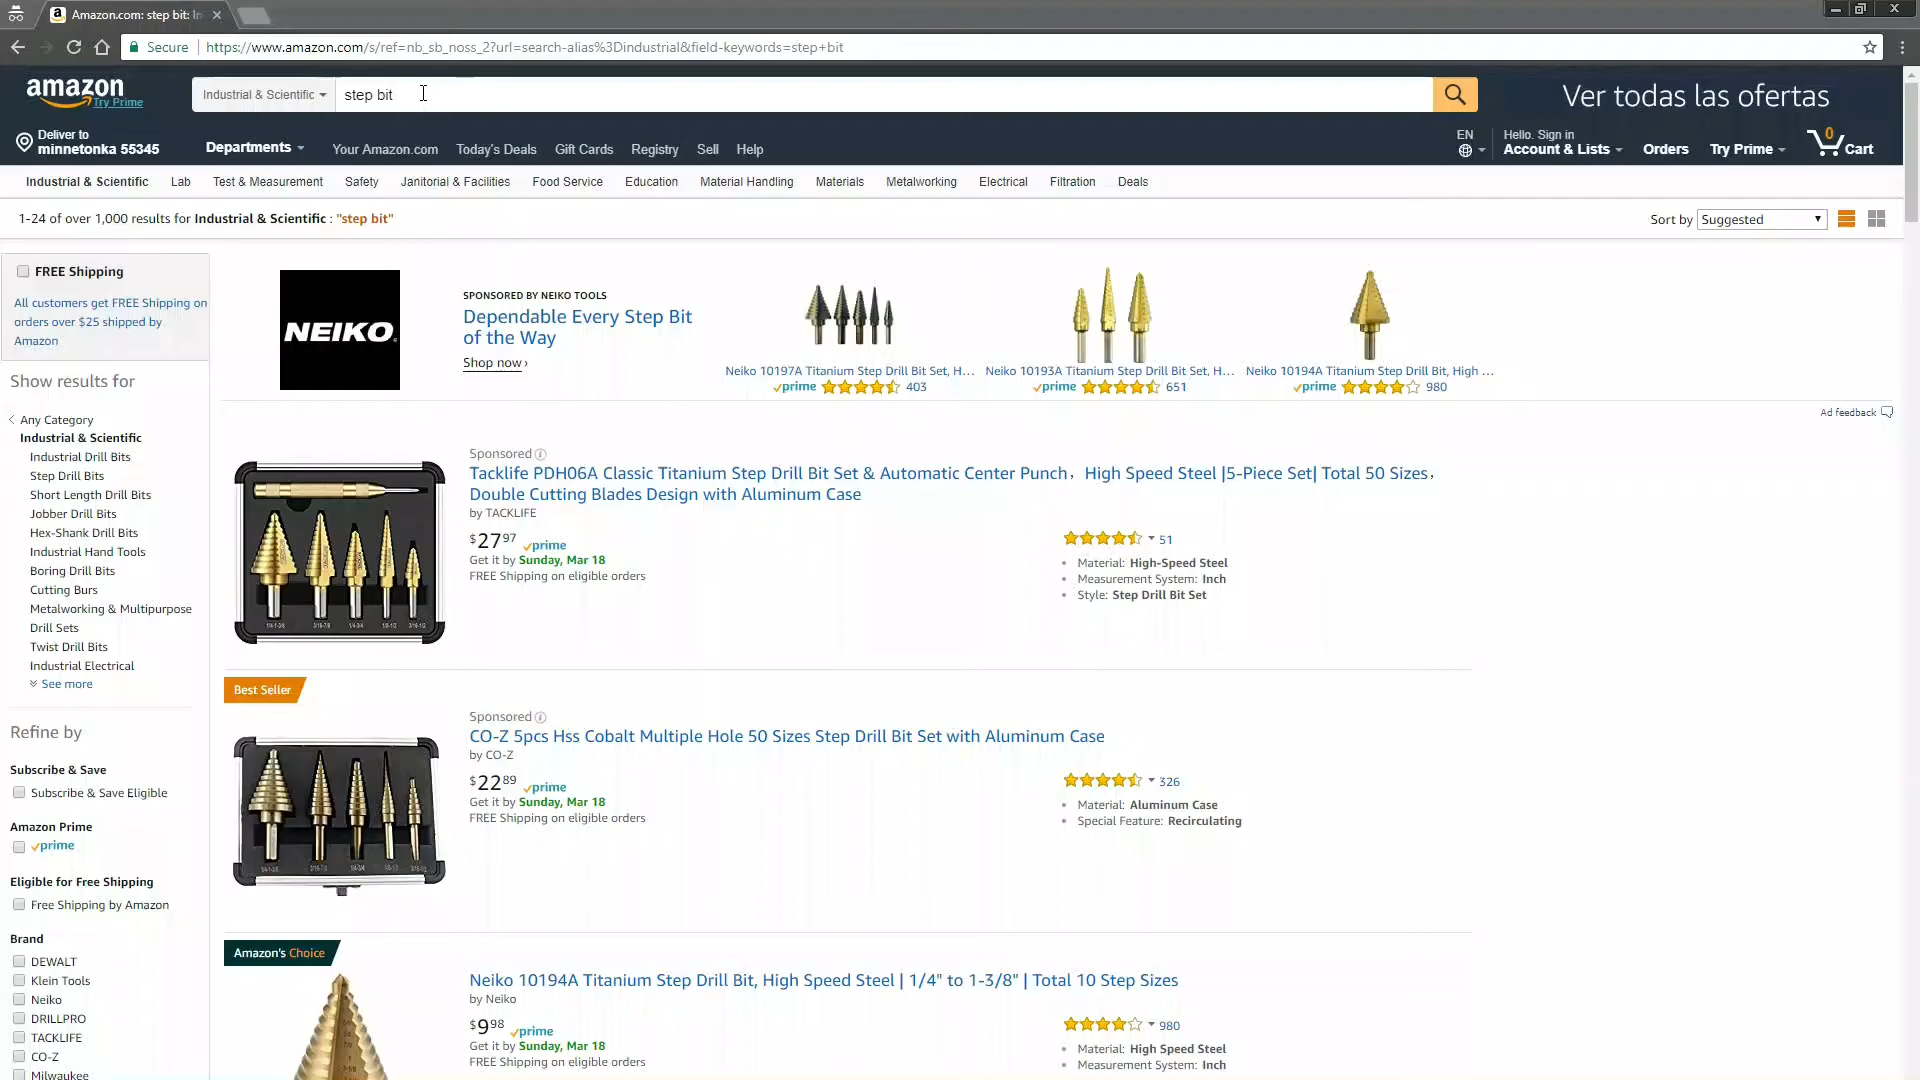 Amazon.com: step bit: In
Secure
https://www.amazon.com/s/ref=nb_sb_noss_2?url=search-alias%3Dindustrial&field-keywords=step+bit
amazon
Try Prime
Industrial & Scientific
step bit
Ver todas las ofertas
Deliver to
minnetonka 55345
Departments
Your Amazon.com
Today's Deals
Gift Cards
Registry
Sell
Help
EN
Hello. Sign in
Account & Lists
Orders
Try Prime
0
Cart
Industrial & Scientific
Lab
Test & Measurement
Safety
Janitorial & Facilities
Food Service
Education
Material Handling
Materials
Metalworking
Electrical
Filtration
Deals
1-24 of over 1,000 results for Industrial & Scientific : "step bit"
Sort by
Suggested
FREE Shipping
All customers get FREE Shipping on
orders over $25 shipped by
Amazon
Show results for
Any Category
Industrial & Scientific
Industrial Drill Bits
Step Drill Bits
Short Length Drill Bits
Jobber Drill Bits
Hex-Shank Drill Bits
Industrial Hand Tools
Boring Drill Bits
Cutting Burs
Metalworking & Multipurpose
Drill Sets
Twist Drill Bits
Industrial Electrical
See more
Refine by
Subscribe & Save
Subscribe & Save Eligible
Amazon Prime
prime
Eligible for Free Shipping
Free Shipping by Amazon
Brand
DEWALT
Klein Tools
Neiko
DRILLPRO
TACKLIFE
CO-Z
Milwaukee
NEIKO
SPONSORED BY NEIKO TOOLS
Dependable Every Step Bit
of the Way
Shop now ›
Neiko 10197A Titanium Step Drill Bit Set, H...
prime
403
Neiko 10193A Titanium Step Drill Bit Set, H...
prime
651
Neiko 10194A Titanium Step Drill Bit, High ...
prime
980
Ad feedback
Sponsored
Tacklife PDH06A Classic Titanium Step Drill Bit Set & Automatic Center Punch，High Speed Steel |5-Piece Set| Total 50 Sizes，
Double Cutting Blades Design with Aluminum Case
by TACKLIFE
$27 97 prime
Get it by Sunday, Mar 18
FREE Shipping on eligible orders
51
Material: High-Speed Steel
Measurement System: Inch
Style: Step Drill Bit Set
Best Seller
Sponsored
CO-Z 5pcs Hss Cobalt Multiple Hole 50 Sizes Step Drill Bit Set with Aluminum Case
by CO-Z
$22 89 prime
Get it by Sunday, Mar 18
FREE Shipping on eligible orders
326
Material: Aluminum Case
Special Feature: Recirculating
Amazon's Choice
Neiko 10194A Titanium Step Drill Bit, High Speed Steel | 1/4" to 1-3/8" | Total 10 Step Sizes
by Neiko
$9 98 prime
Get it by Sunday, Mar 18
FREE Shipping on eligible orders
980
Material: High Speed Steel
Measurement System: Inch